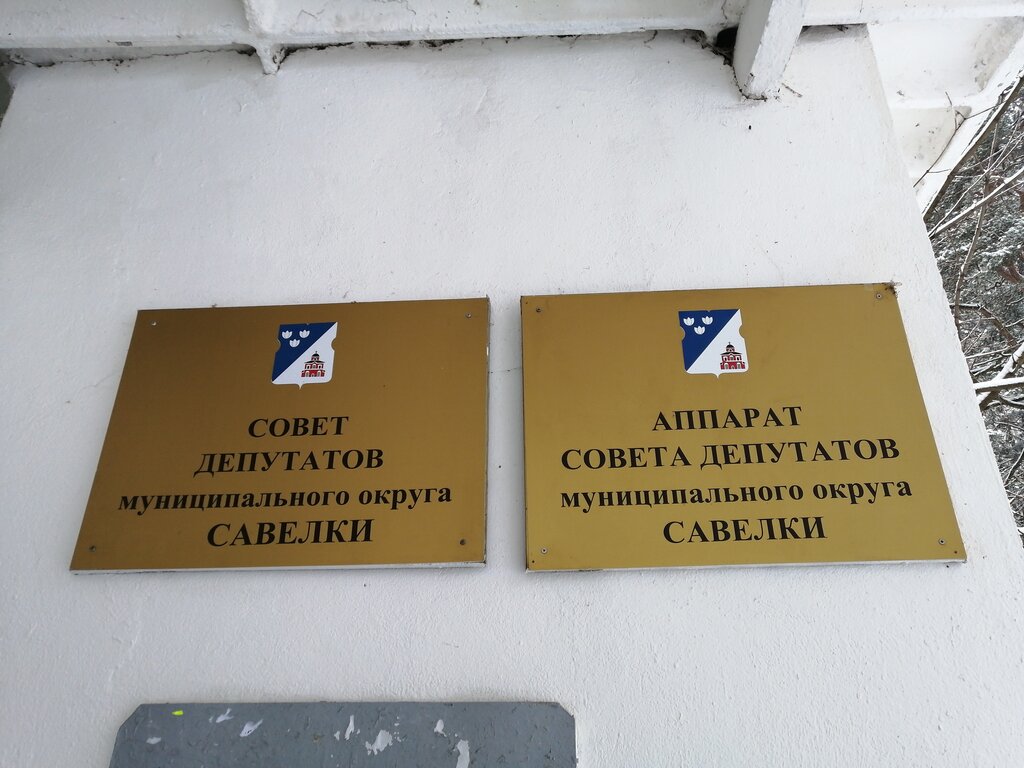 СОВЕТ
ДЕПУТАТОВ
муниципального округа
САВЕЛКИ
АППАРАТ
СОВЕТА ДЕПУТАТОВ
муниципального округа
САВЕЛКИ